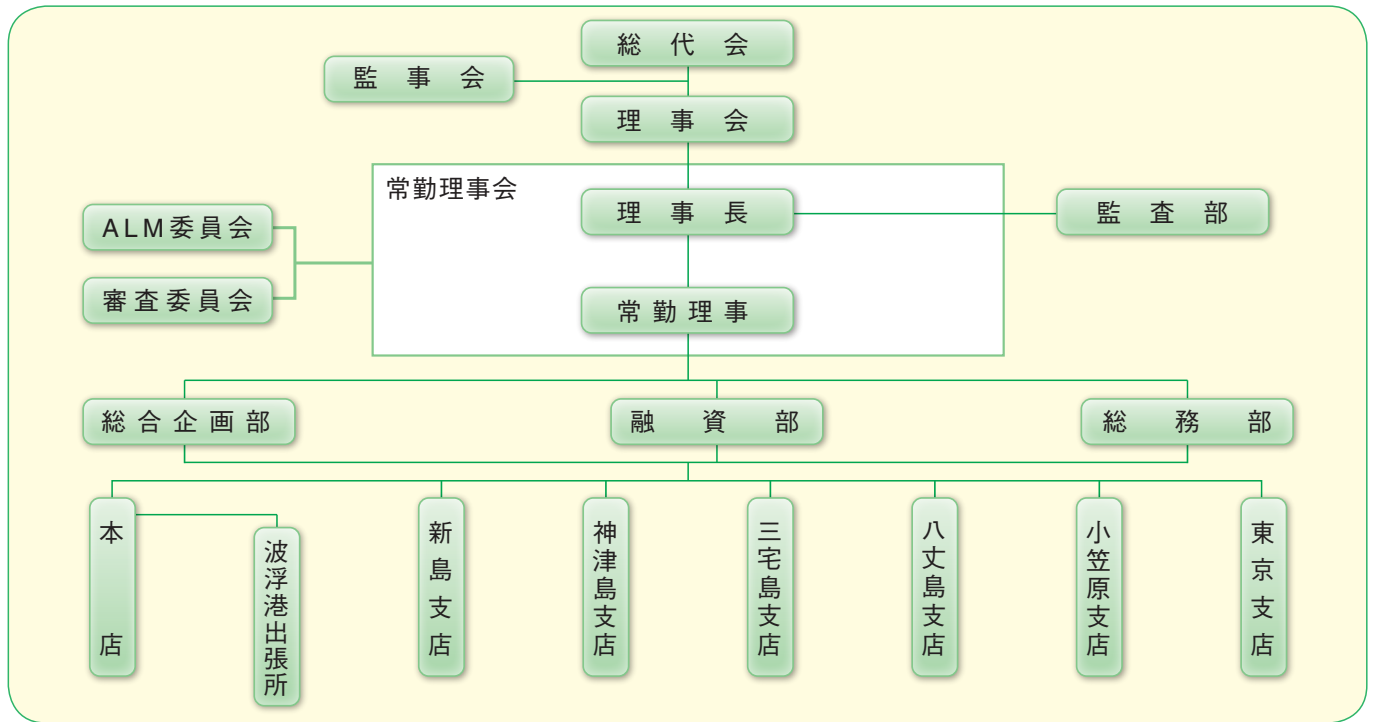 総代会
監事会
理事会
常勤理事会
理事長
監査部
ALM委員会
審査委員会
常勤理事
総合企画部
融資部
総務部
本店
波浮港出張所
新島支店
神津島支店
三宅島支店
八丈島支店
小笠原支店
東京支店